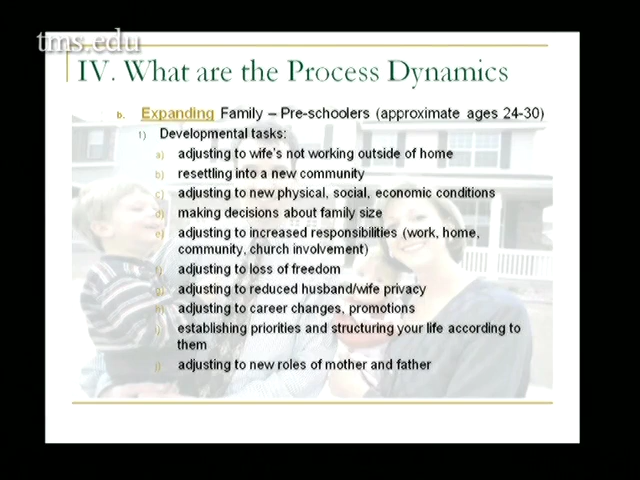 tms.edu
IV. What are the Process Dynamics
b. Expanding Family – Pre-schoolers (approximate ages 24-30)
1) Developmental tasks:
a) adjusting to wife's not working outside of home
b) resettling into a new community
c) adjusting to new physical, social, economic conditions
d) making decisions about family size
e) adjusting to increased responsibilities (work, home,
community, church involvement)
f) adjusting to loss of freedom
g) adjusting to reduced husband/wife privacy
h) adjusting to career changes, promotions
i) establishing priorities and structuring your life according to
them
j) adjusting to new roles of mother and father